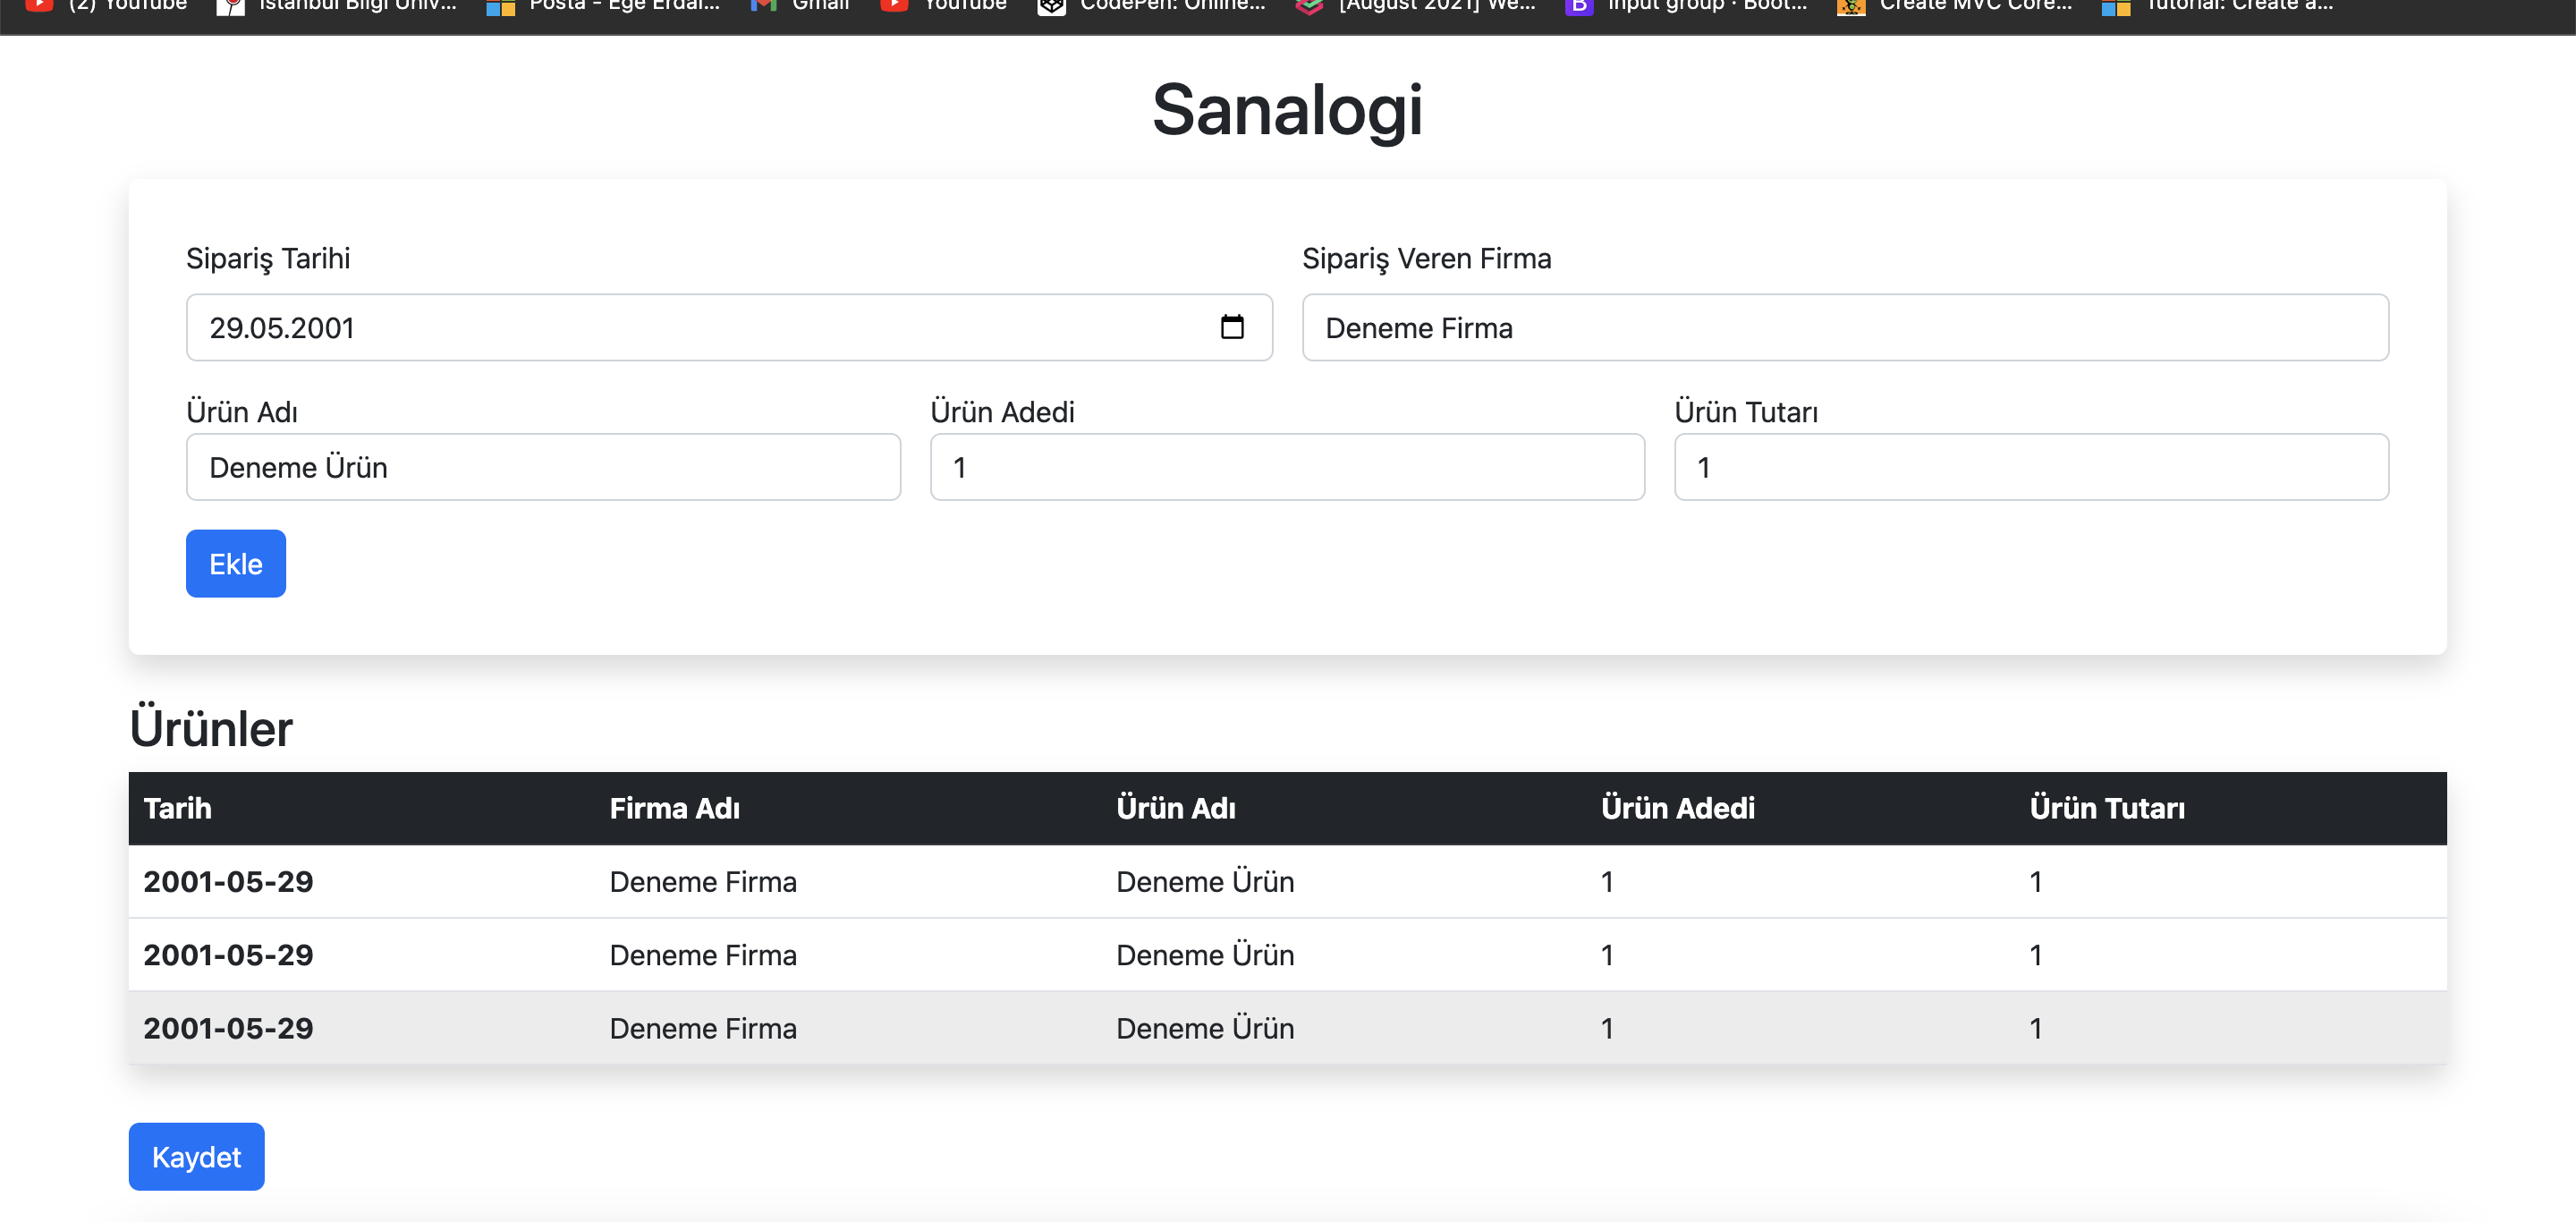 (2) YouTube İstanbul Bilgi Üniv... Posta - Ege Erdal... Gmail YouTube CodePen: Online... [August 2021] We... Input group · Boot... Create MVC Core... Tutorial: Create a...
Sanalogi
Sipariş Tarihi Sipariş Veren Firma
29.05.2001 Deneme Firma
Ürün Adı Ürün Adedi Ürün Tutarı
Deneme Ürün 1 1
Ekle
Ürünler
Tarih Firma Adı Ürün Adı Ürün Adedi Ürün Tutarı
2001-05-29 Deneme Firma Deneme Ürün 1 1
2001-05-29 Deneme Firma Deneme Ürün 1 1
2001-05-29 Deneme Firma Deneme Ürün 1 1
Kaydet